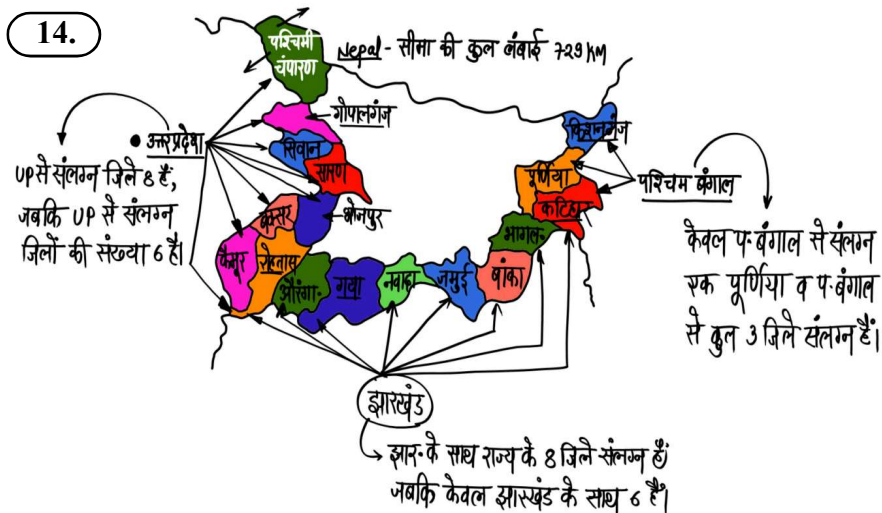 14.
पश्चिमी
चंपारण
Nepal - सीमा की कुल लंबाई 729 KM
गोपालगंज
किशनगंज
• उत्तरप्रदेश
सिवान
सारण
UP से संलग्न जिले 8 हैं,
जबकि UP से संलग्न
जिलों की संख्या 6 है।
पूर्णिया
पश्चिम बंगाल
कटिहार
बक्सर
भोजपुर
भागल.
केवल प. बंगाल से संलग्न
एक पूर्णिया व प. बंगाल
से कुल 3 जिले संलग्न हैं।
कैमूर
रोहतास
औरंगा.
गया
नवादा
जमुई
बांका
झारखंड
झार. के साथ राज्य के 8 जिले संलग्न हैं।
जबकि केवल झारखंड के साथ 6 हैं।